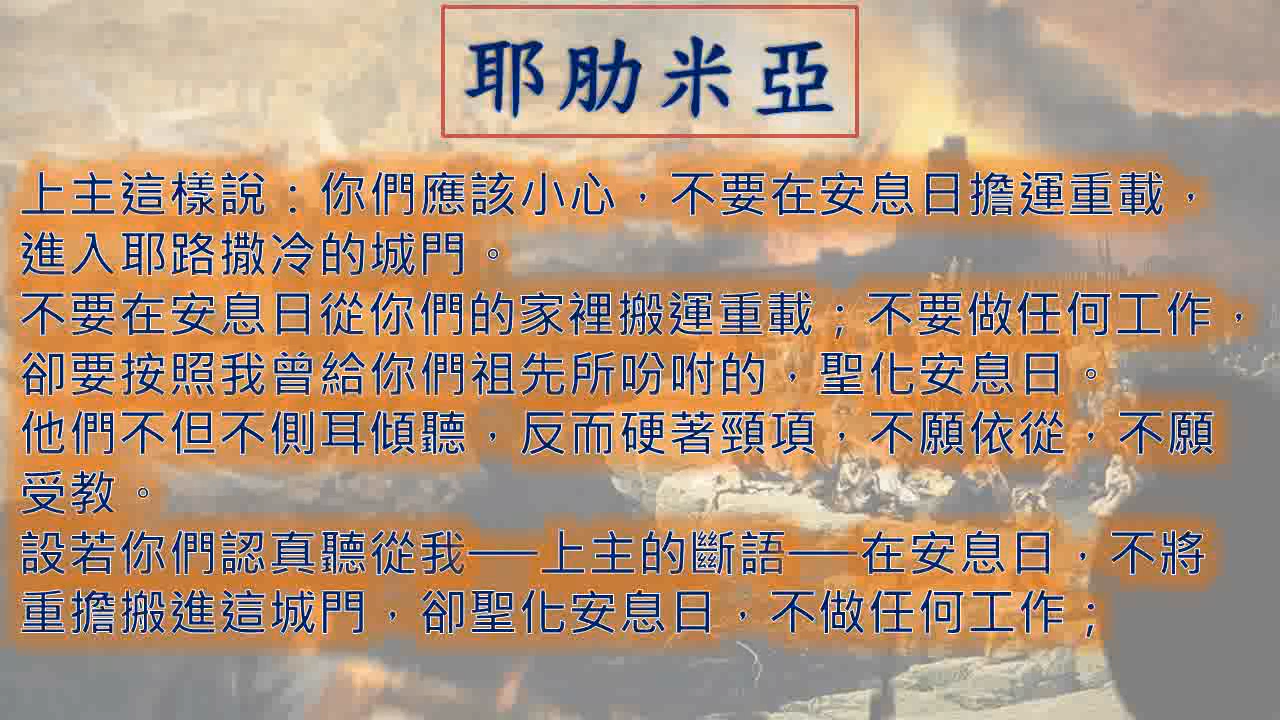 耶肋米亞
上主這樣說：你們應該小心，不要在安息日擔運重載，
進入耶路撒冷的城門。
不要在安息日從你們的家裡搬運重載；不要做任何工作，
卻要按照我曾給你們祖先所吩咐的，聖化安息日。
他們不但不側耳傾聽，反而硬著頸項，不願依從，不願
受教。
設若你們認真聽從我──上主的斷語──在安息日，不將
重擔搬進這城門，卻聖化安息日，不做任何工作；